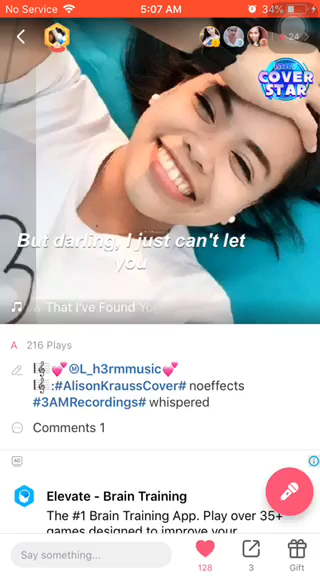 No Service 5:07 AM 34%
24
COVER
STAR
But darling, I just can't let
you
w That I've Found Yo
A 216 Plays
@L_h3rmmusic
:#AlisonKraussCover# noeffects
#3AMRecordings# whispered
Comments 1
AD
Elevate - Brain Training
The #1 Brain Training App. Play over 35+
games designed to improve your
Say something...
128
3
Gift